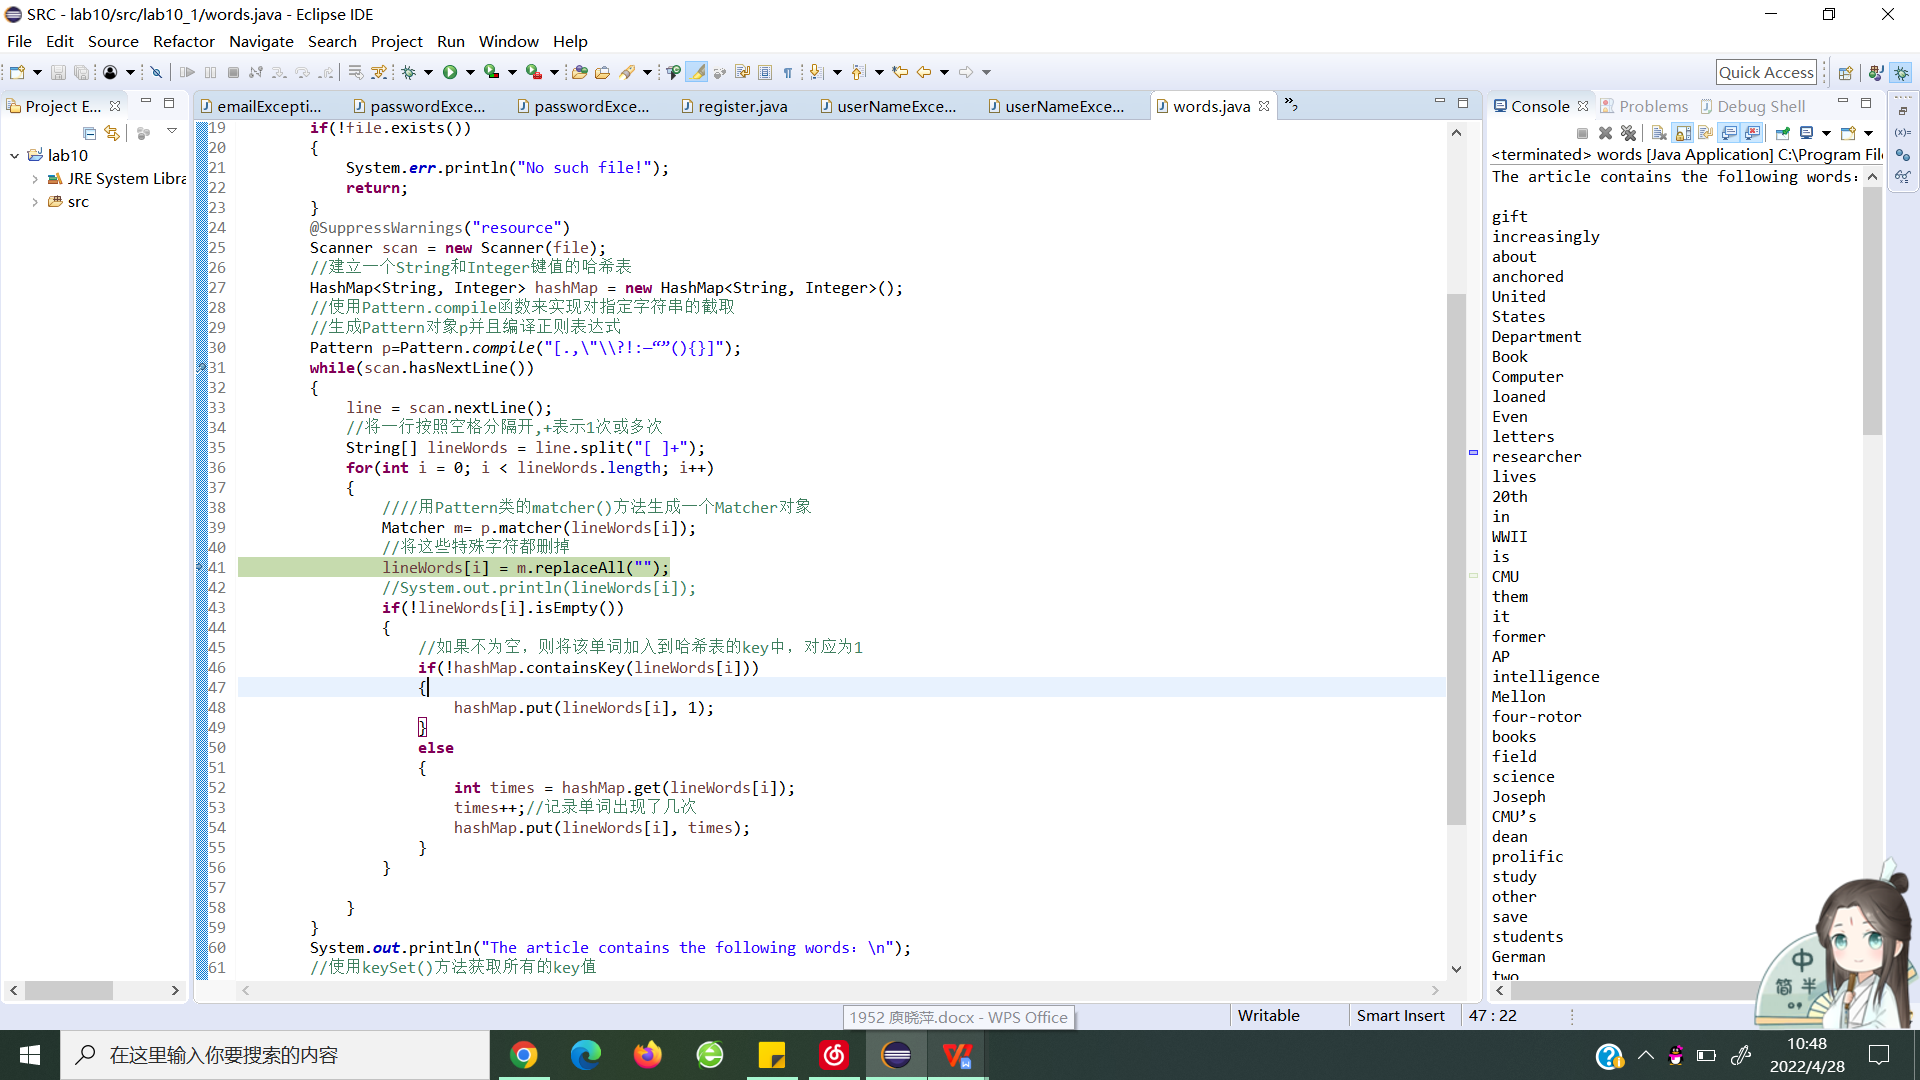 SRC - lab10/src/lab10_1/words.java - Eclipse IDE
File Edit Source Refactor Navigate Search Project Run Window Help
Quick Access
Project E...
emailExcepti... passwordExce... passwordExce... register.java userNameExce... userNameExce... words.java
Console Problems Debug Shell
lab10
JRE System Libra
src
19 if(!file.exists())
20 {
21 System.err.println("No such file!");
22 return;
23 }
24 @SuppressWarnings("resource")
25 Scanner scan = new Scanner(file);
26 //建立一个String和Integer键值的哈希表
27 HashMap<String, Integer> hashMap = new HashMap<String, Integer>();
28 //使用Pattern.compile函数来实现对指定字符串的截取
29 //生成Pattern对象p并且编译正则表达式
30 Pattern p=Pattern.compile("[.,\"\\?!:—“”(){}]");
31 while(scan.hasNextLine())
32 {
33 line = scan.nextLine();
34 //将一行按照空格分隔开,+表示1次或多次
35 String[] lineWords = line.split("[ ]+");
36 for(int i = 0; i < lineWords.length; i++)
37 {
38 ////用Pattern类的matcher()方法生成一个Matcher对象
39 Matcher m= p.matcher(lineWords[i]);
40 //将这些特殊字符都删掉
41 lineWords[i] = m.replaceAll("");
42 //System.out.println(lineWords[i]);
43 if(!lineWords[i].isEmpty())
44 {
45 //如果不为空，则将该单词加入到哈希表的key中，对应为1
46 if(!hashMap.containsKey(lineWords[i]))
47 {
48 hashMap.put(lineWords[i], 1);
49 }
50 else
51 {
52 int times = hashMap.get(lineWords[i]);
53 times++;//记录单词出现了几次
54 hashMap.put(lineWords[i], times);
55 }
56 }
57
58 }
59 }
60 System.out.println("The article contains the following words：\n");
61 //使用keySet()方法获取所有的key值
<terminated> words [Java Application] C:\Program File
The article contains the following words：
gift
increasingly
about
anchored
United
States
Department
Book
Computer
loaned
Even
letters
researcher
lives
20th
in
WWII
is
CMU
them
it
former
AP
intelligence
Mellon
four-rotor
books
field
science
Joseph
CMU’s
dean
prolific
study
other
save
students
German
two
中
简 半
1952 庾晓萍.docx - WPS Office
Writable Smart Insert 47 : 22
在这里输入你要搜索的内容
10:48
2022/4/28